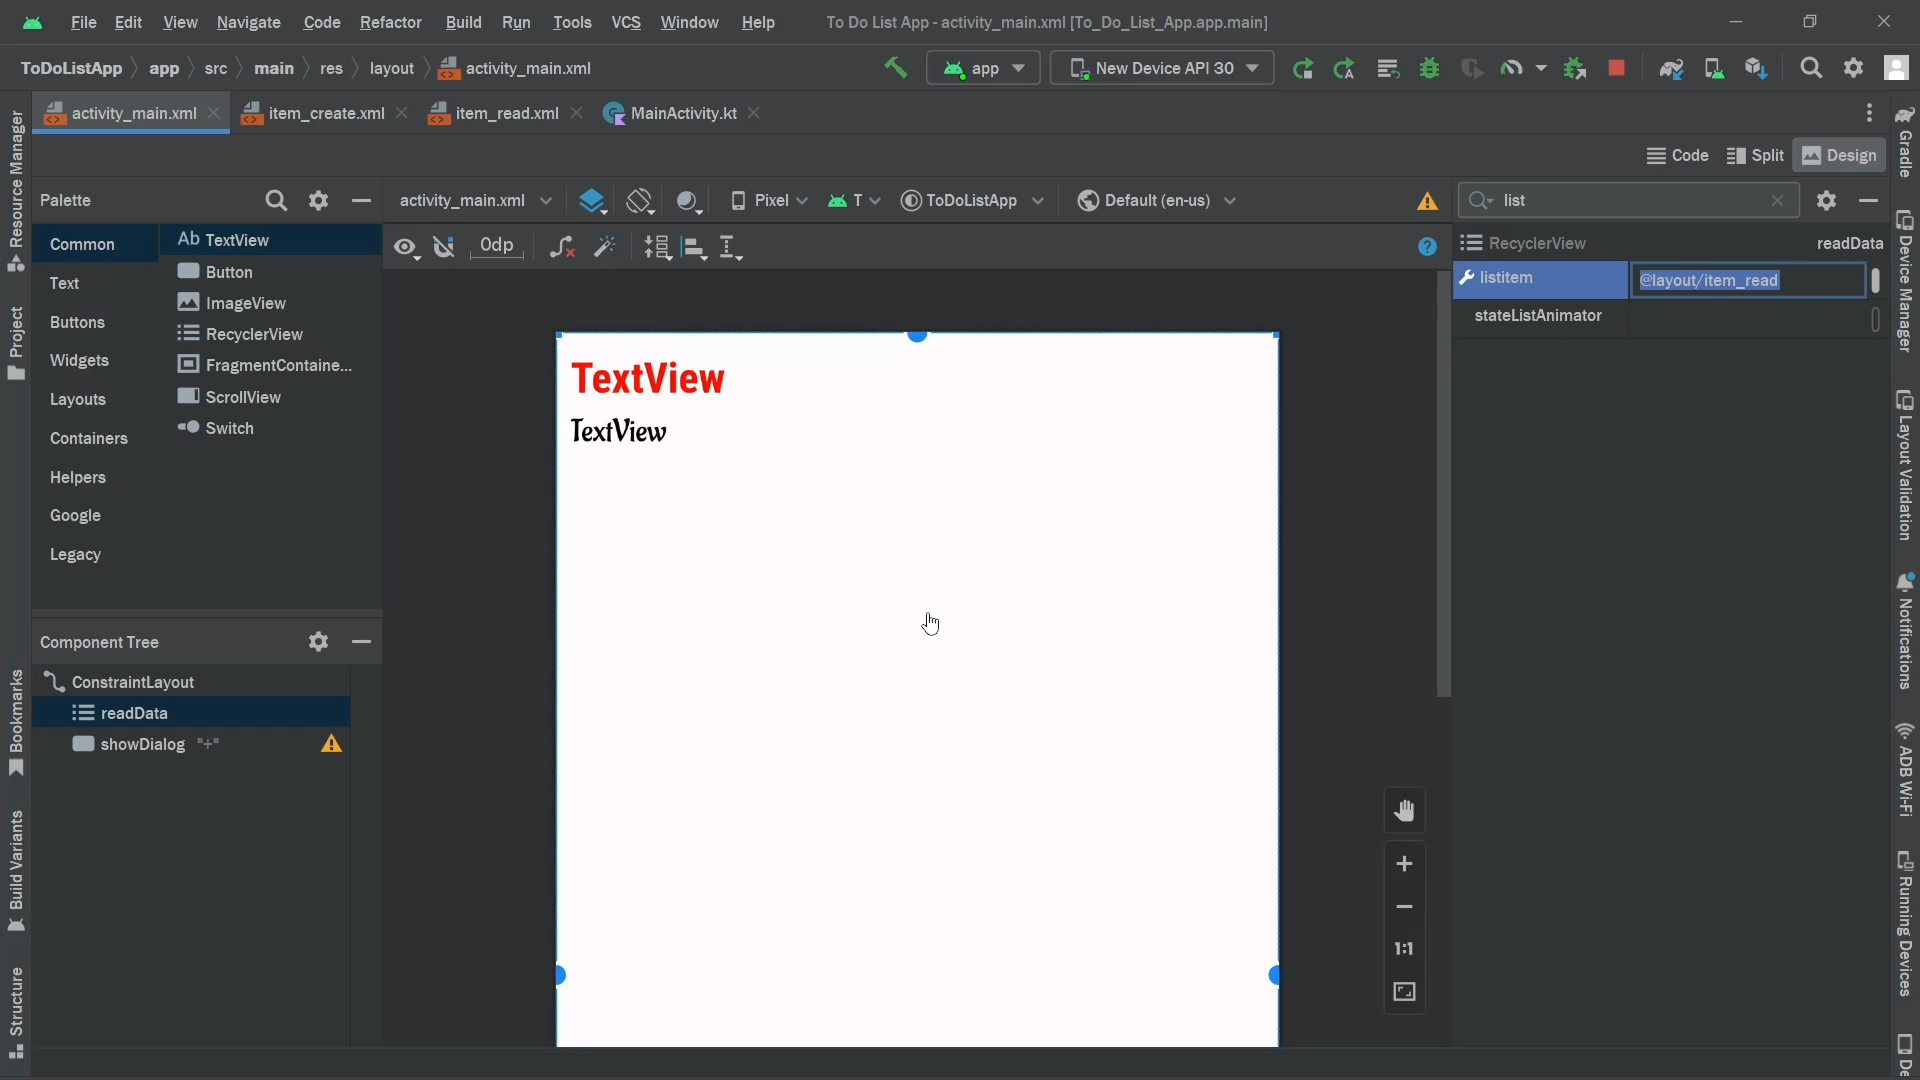 File Edit View Navigate Code Refactor Build Run Tools VCS Window Help To Do List App - activity_main.xml [To_Do_List_App.app.main]
ToDoListApp app src main res layout activity_main.xml app New Device API 30
activity_main.xml item_create.xml item_read.xml MainActivity.kt
Code Split Design
Palette activity_main.xml Pixel T ToDoListApp Default (en-us) list
Common Ab TextView 0dp RecyclerView readData
Text Button listitem @layout/item_read
Buttons ImageView stateListAnimator
Widgets RecyclerView
Layouts FragmentContaine...
Containers ScrollView
Helpers Switch
Google
Legacy
TextView
TextView
Component Tree
ConstraintLayout
readData
showDialog "+"
1:1
Resource Manager
Project
Bookmarks
Build Variants
Structure
Gradle
Device Manager
Layout Validation
Notifications
ADB Wi-Fi
Running Devices
De